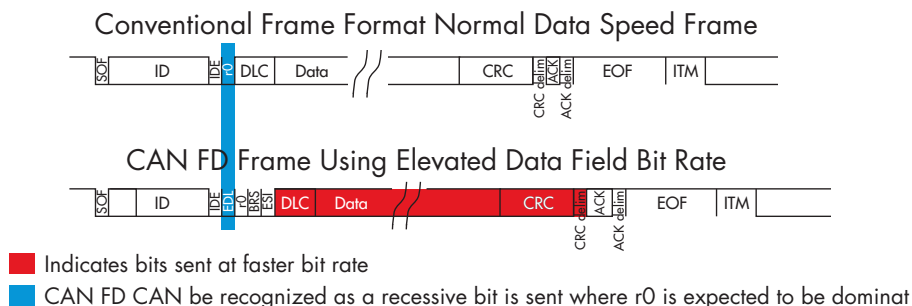 Conventional Frame Format Normal Data Speed Frame
SOF ID IDE r0 DLC Data CRC CRC delim ACK ACK delim EOF ITM
CAN FD Frame Using Elevated Data Field Bit Rate
SOF ID IDE EDL r0 BRS ESI DLC Data CRC CRC delim ACK ACK delim EOF ITM
Indicates bits sent at faster bit rate
CAN FD CAN be recognized as a recessive bit is sent where r0 is expected to be dominat